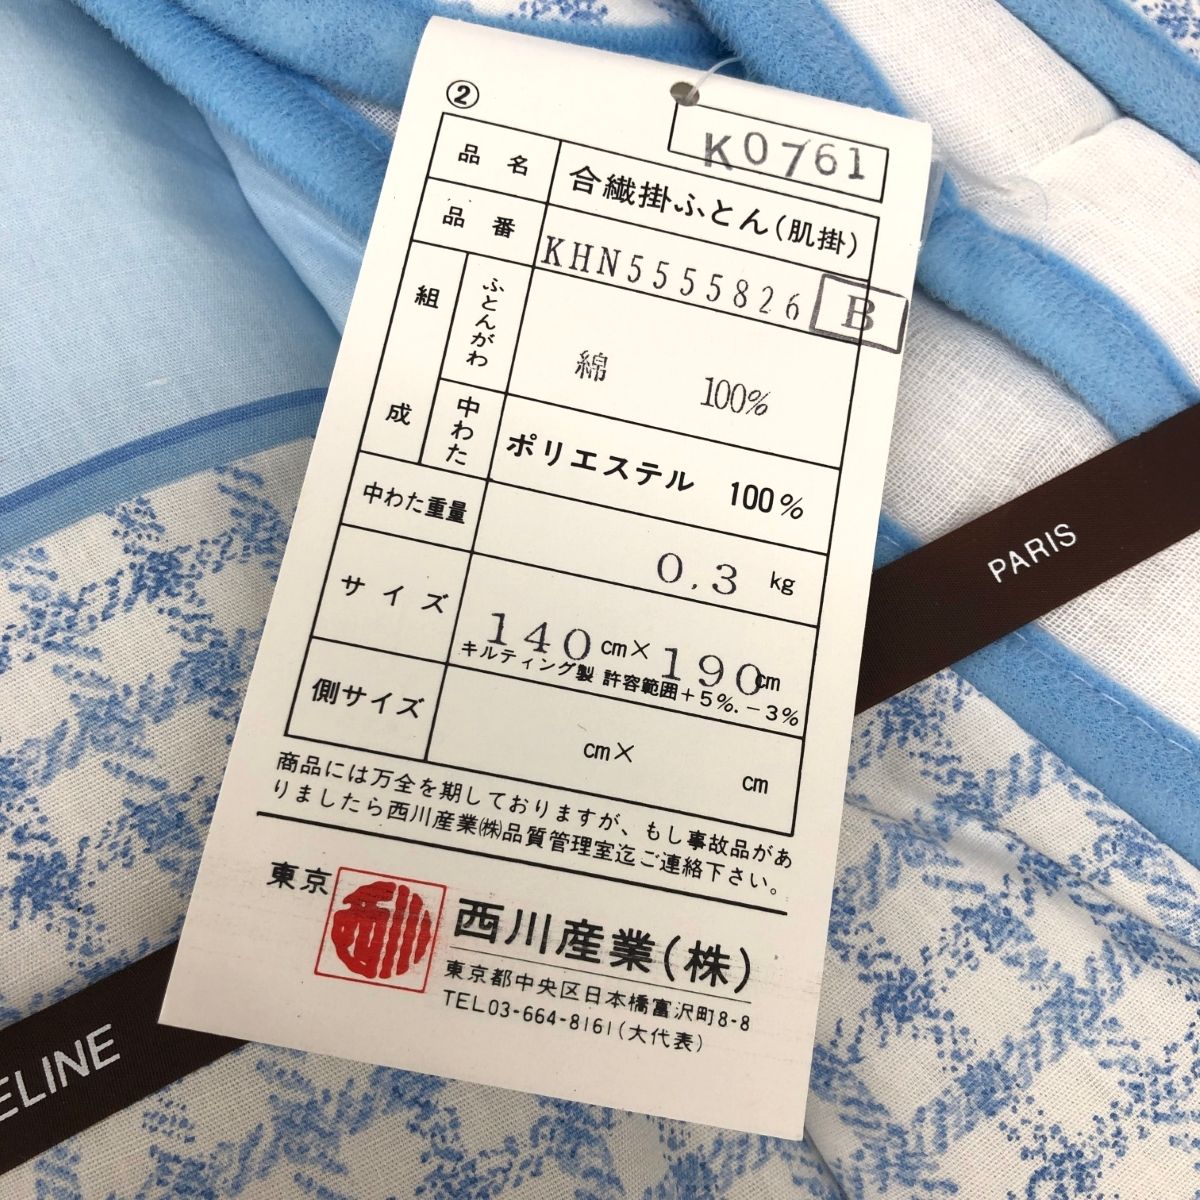 ②
K0761
品名 合繊掛ふとん(肌掛)
品番 KHN5555826 B
組成 ふとんがわ 綿 100%
中わた ポリエステル 100%
中わた重量 0.3 kg
サイズ 140cm×190cm
キルティング製 許容範囲+5%.-3%
側サイズ cm× cm
商品には万全を期しておりますが、もし事故品があ
りましたら西川産業㈱品質管理室迄ご連絡下さい。
東京 西川 西川産業(株)
東京都中央区日本橋富沢町8-8
TEL03-664-8161(大代表)
PARIS
ELINE